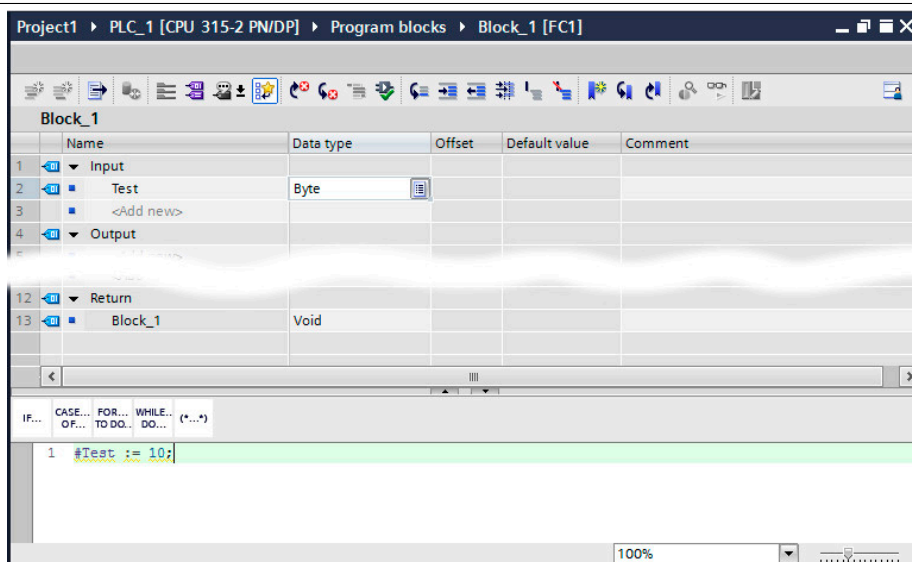 Project1 ▸ PLC_1 [CPU 315-2 PN/DP] ▸ Program blocks ▸ Block_1 [FC1]
Block_1
Name Data type Offset Default value Comment
1 Input
2 Test Byte
3 <Add new>
4 Output
12 Return
13 Block_1 Void
IF... CASE... OF... FOR... TO DO... WHILE... DO... (*...*)
1 #Test := 10;
100%